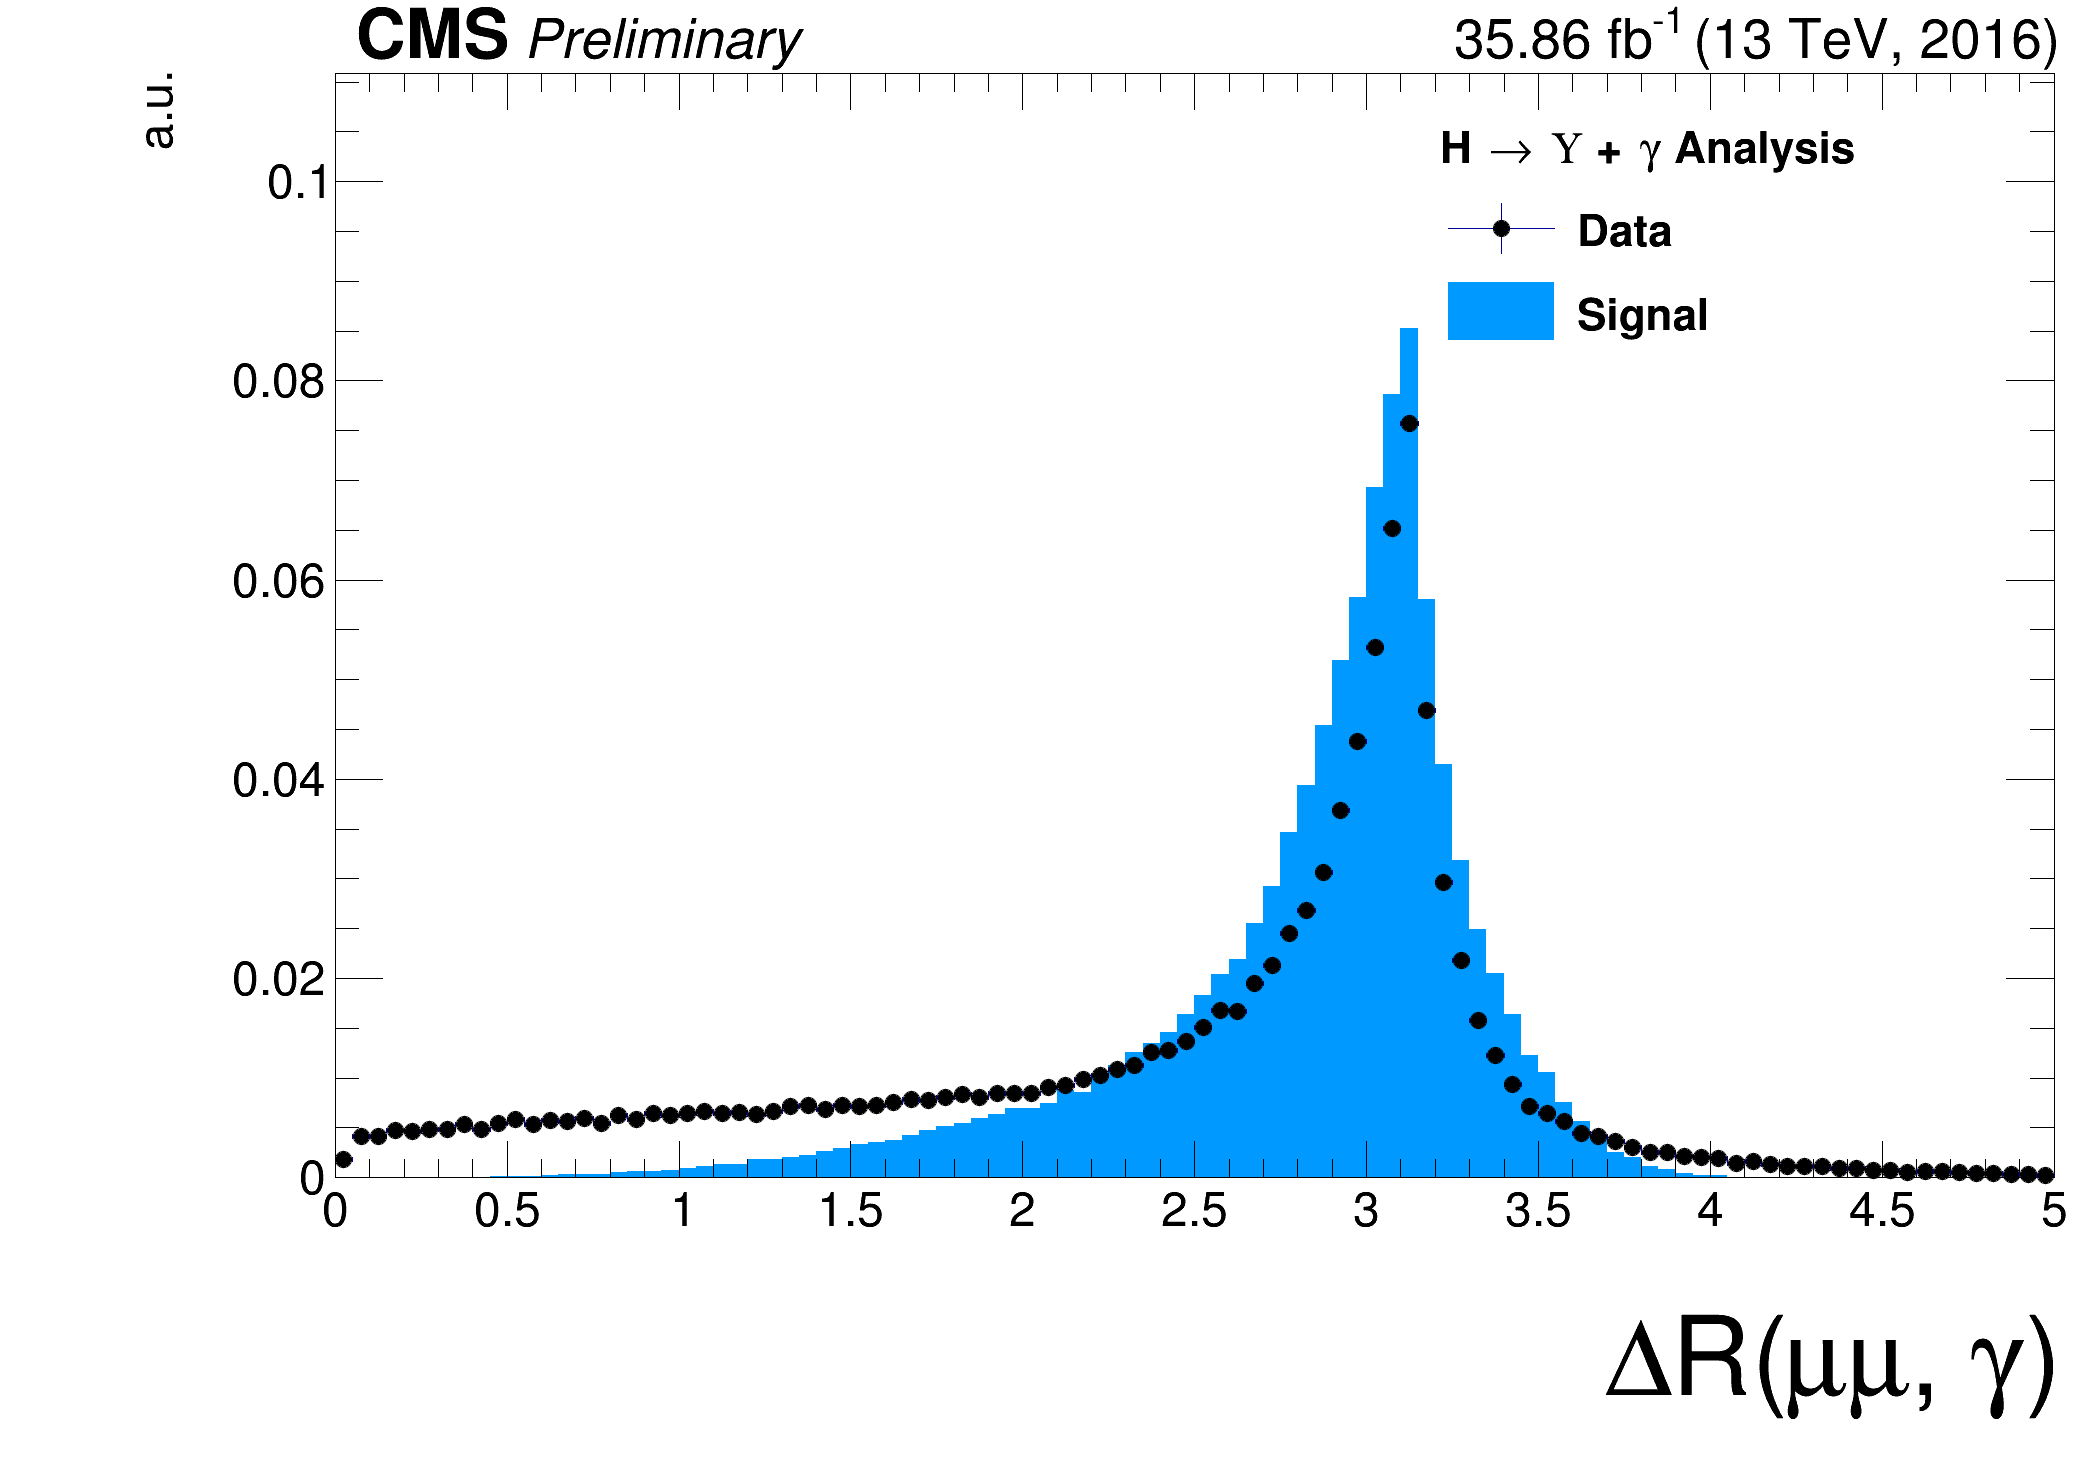 CMS Preliminary
35.86 fb⁻¹ (13 TeV, 2016)
a.u.
H → Υ + γ Analysis
Data
Signal
0.1
0.08
0.06
0.04
0.02
0
0 0.5 1 1.5 2 2.5 3 3.5 4 4.5 5
ΔR(μμ, γ)